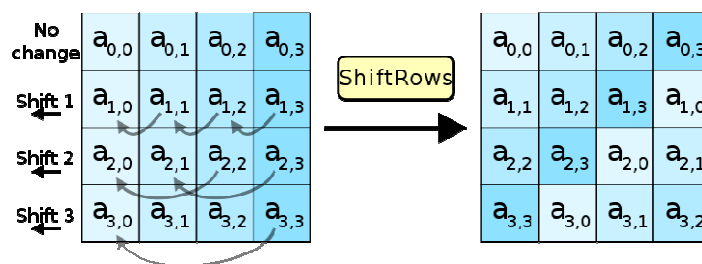 No change a0,0 a0,1 a0,2 a0,3
Shift 1 a1,0 a1,1 a1,2 a1,3
Shift 2 a2,0 a2,1 a2,2 a2,3
Shift 3 a3,0 a3,1 a3,2 a3,3
ShiftRows
a0,0 a0,1 a0,2 a0,3
a1,1 a1,2 a1,3 a1,0
a2,2 a2,3 a2,0 a2,1
a3,3 a3,0 a3,1 a3,2